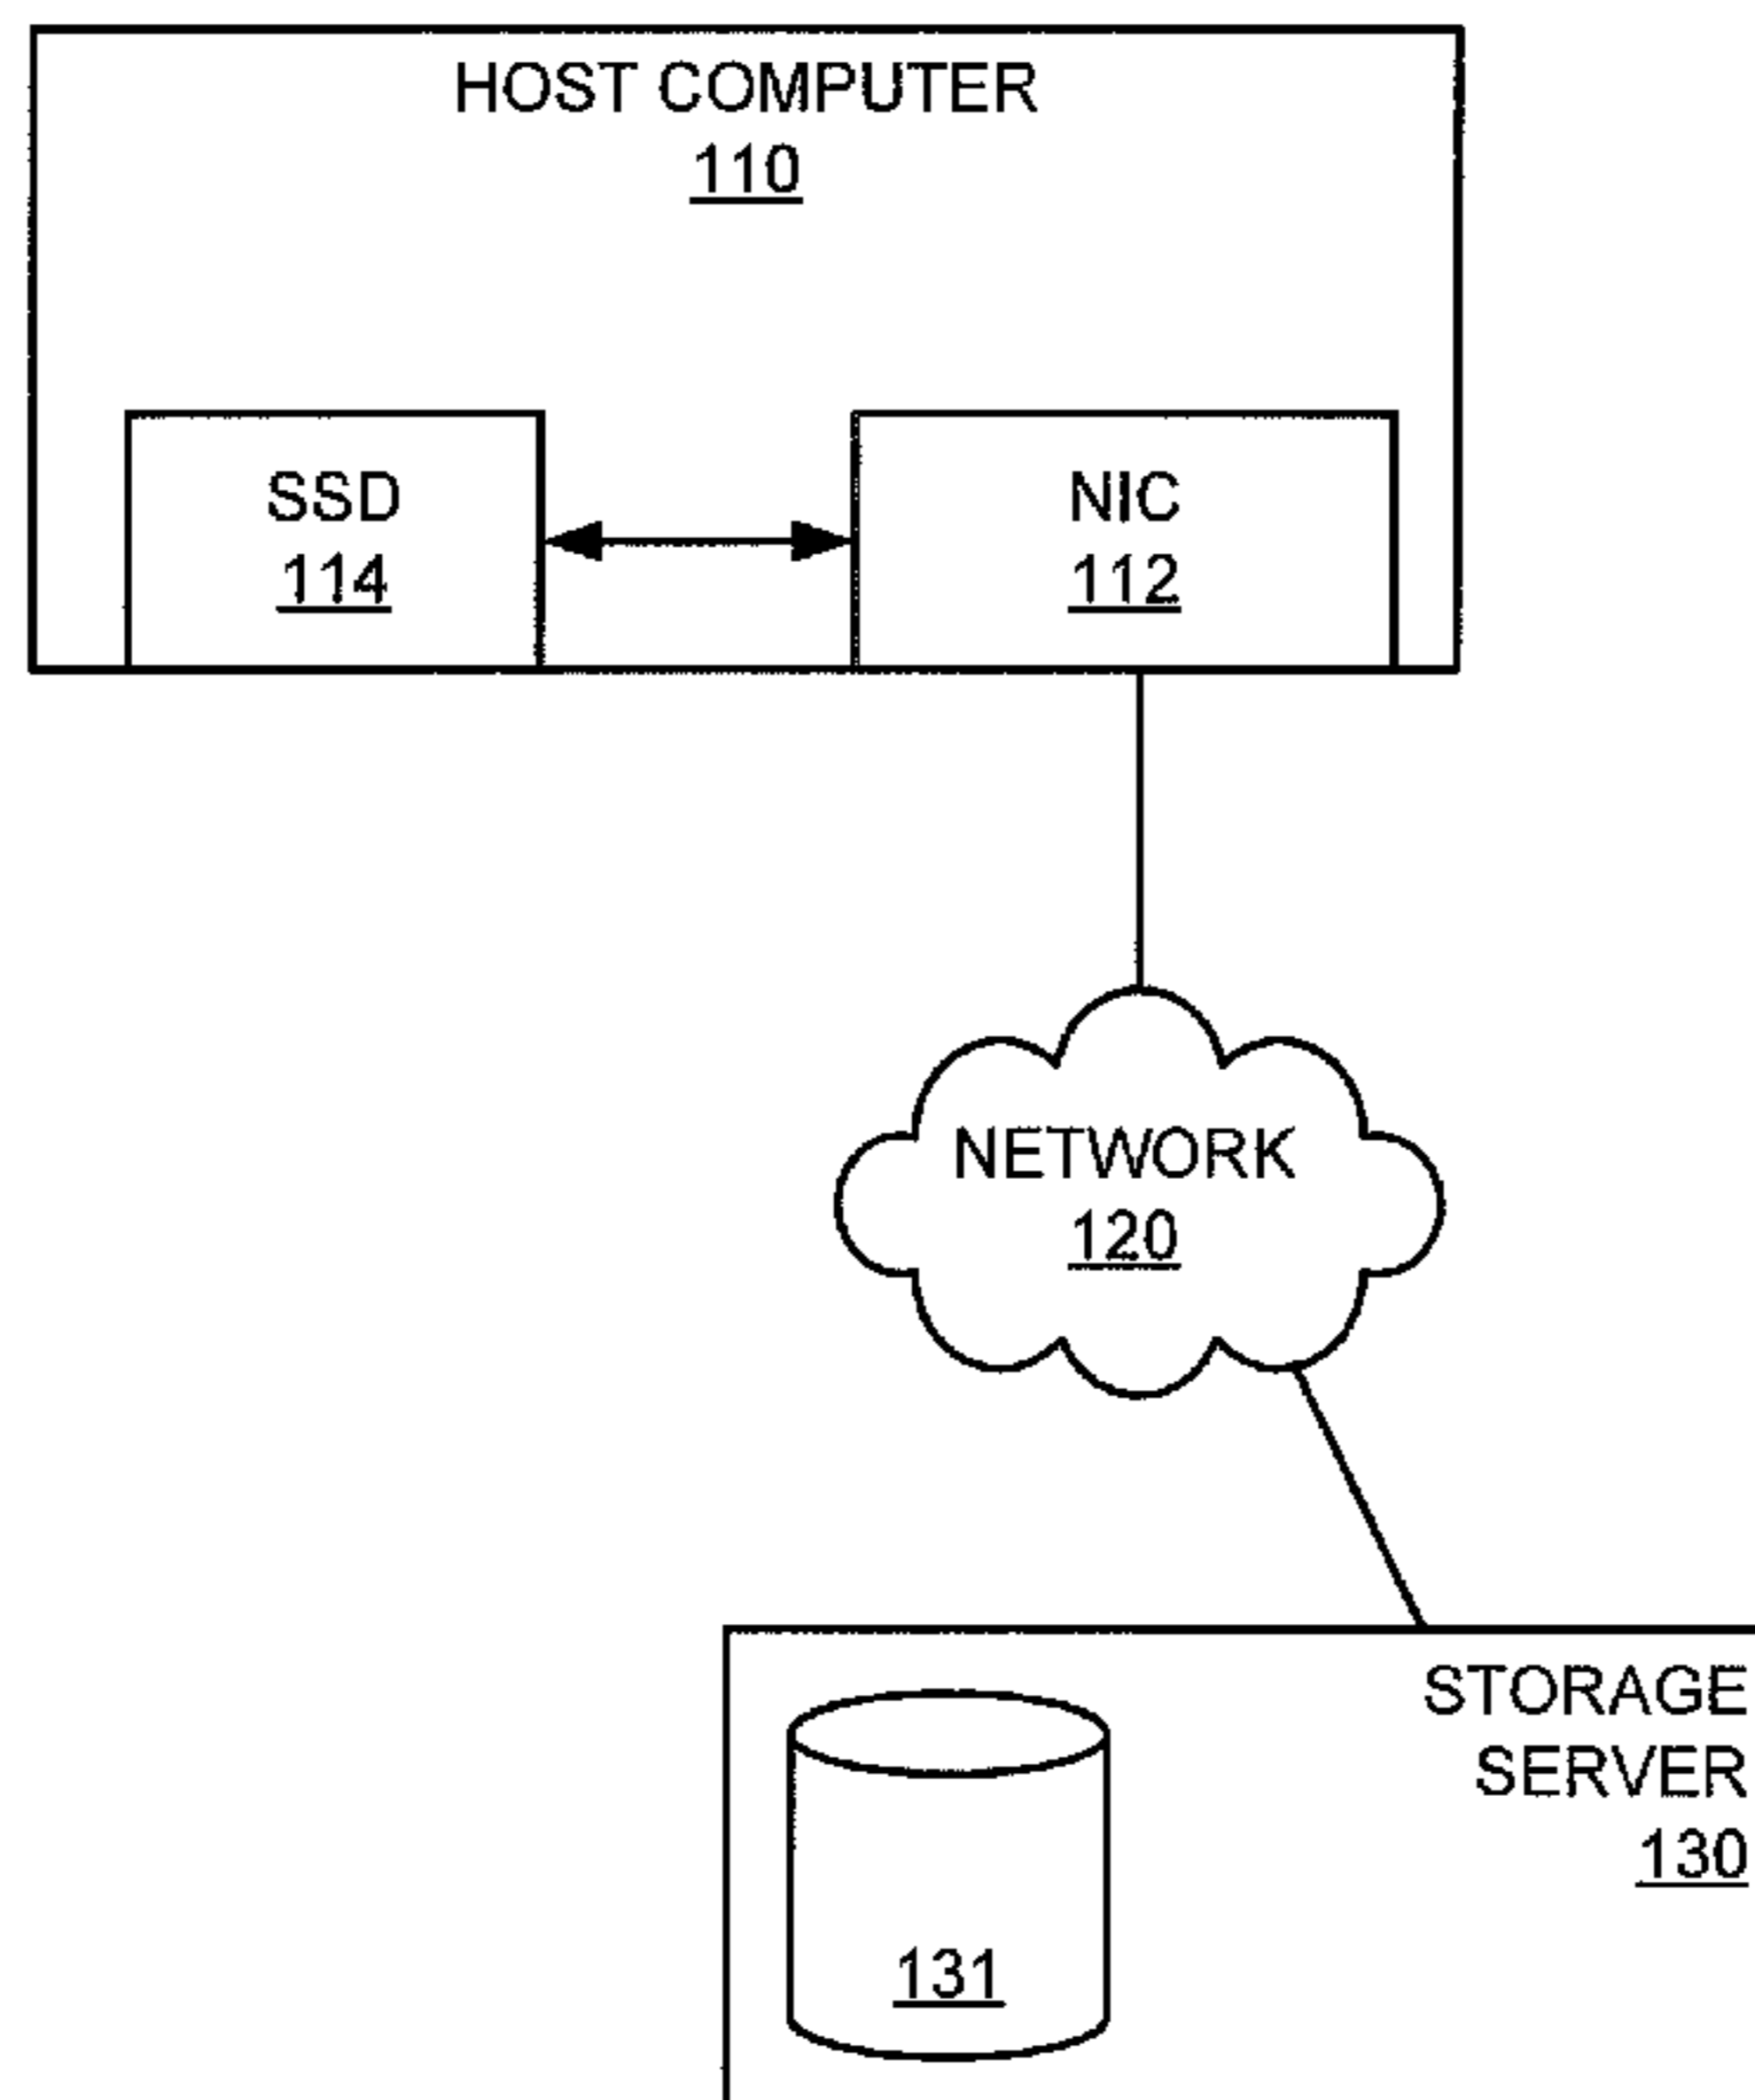 HOST COMPUTER
110
SSD
114
NIC
112
NETWORK
120
STORAGE
SERVER
130
131